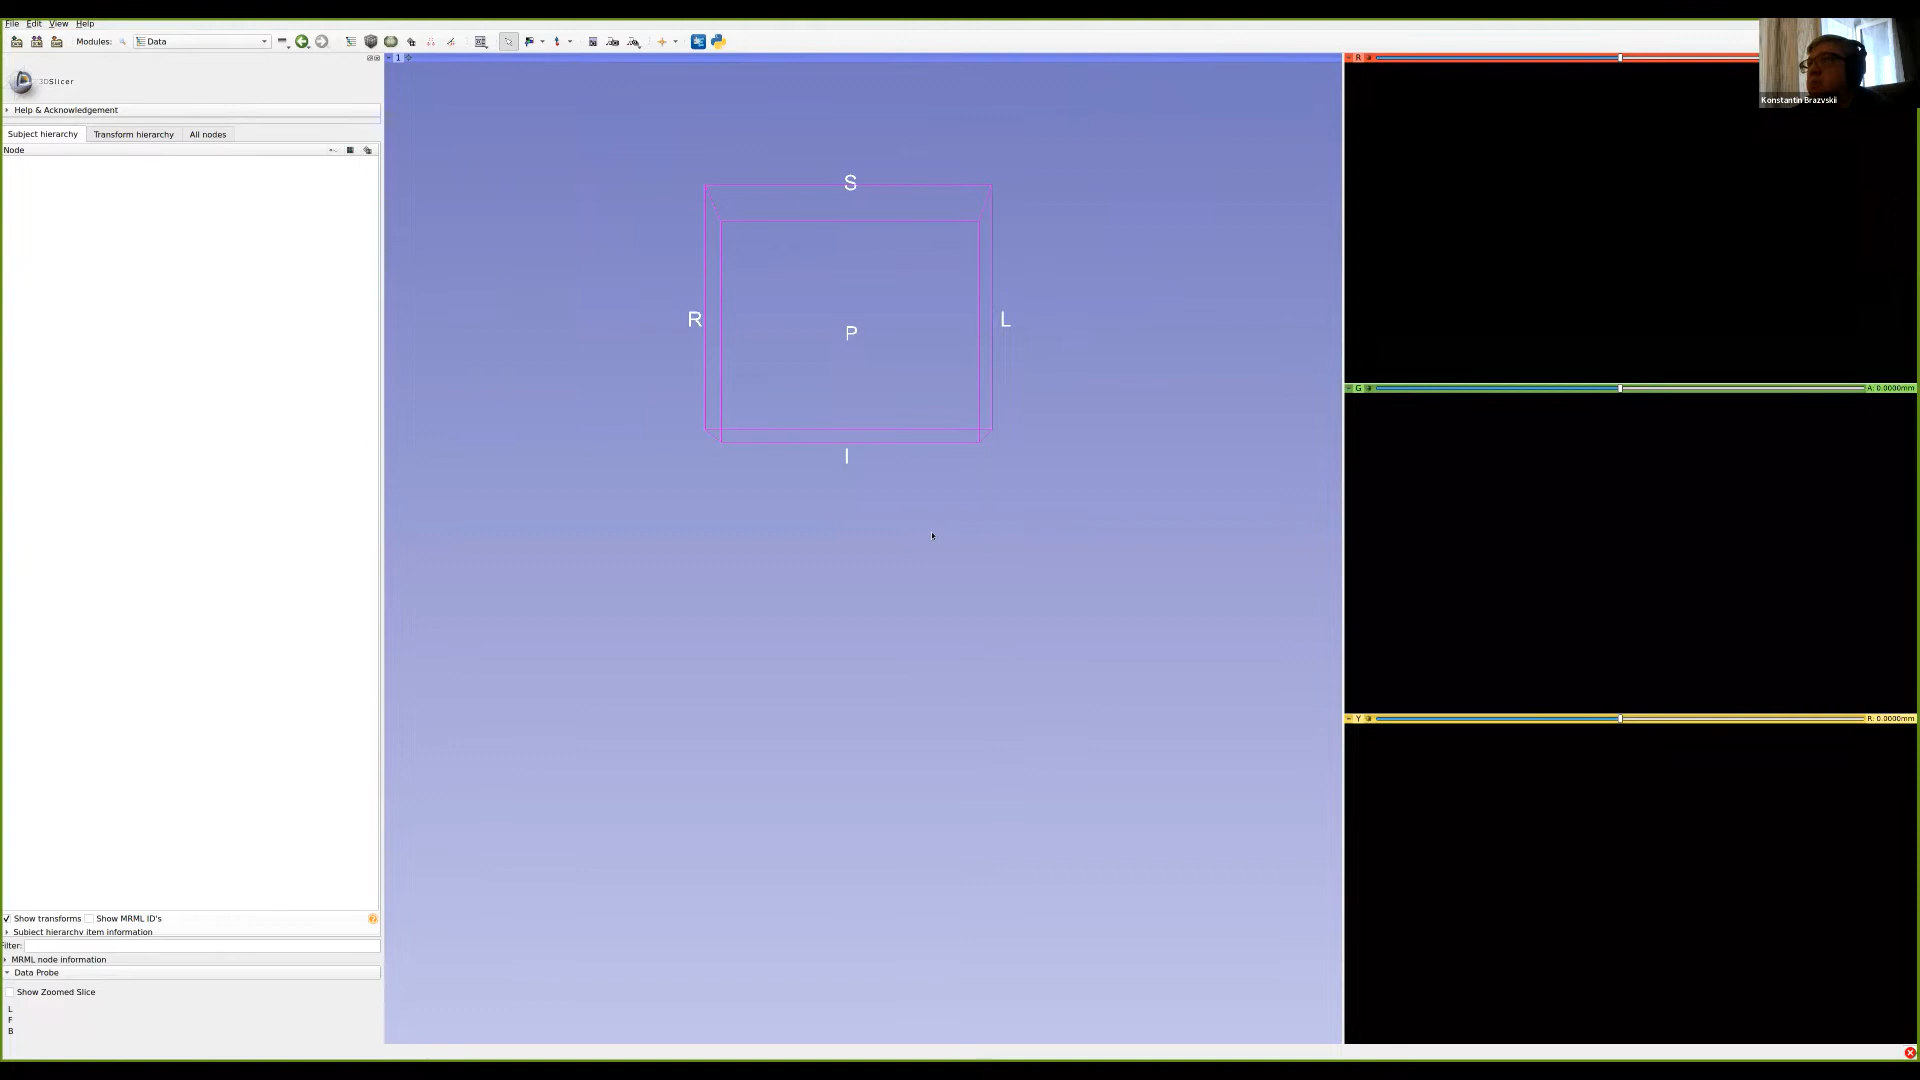 File Edit View Help
Modules: Data
1
R
Konstantin Brazvskii
3DSlicer
Help & Acknowledgement
Subject hierarchy Transform hierarchy All nodes
Node
S
R
L
P
I
G
A: 0.0000mm
Y
R: 0.0000mm
Show transforms Show MRML ID's
Subject hierarchy item information
Filter:
MRML node information
Data Probe
Show Zoomed Slice
L
F
B